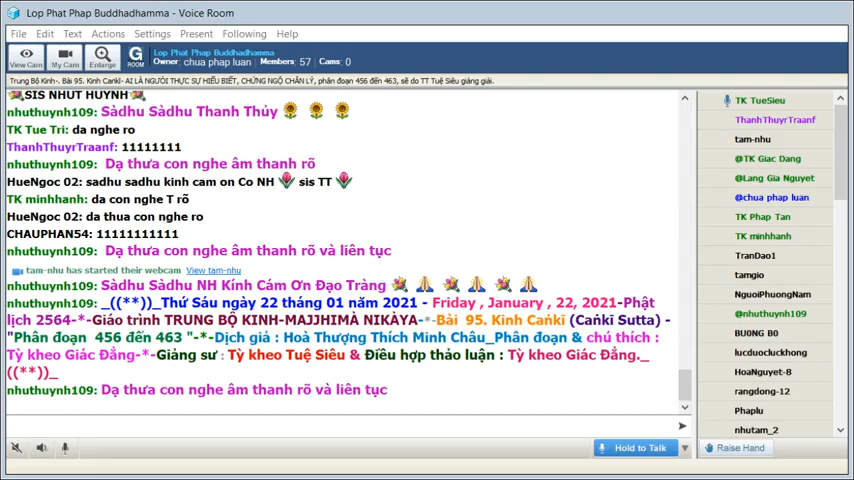 Lop Phat Phap Buddhadhamma - Voice Room
File Edit Text Actions Settings Present Following Help
View Cam My Cam Enlarge G ROOM
Lop Phat Phap Buddhadhamma
Owner: chua phap luan Members: 57 Cams: 0
Trung Bộ Kinh-. Bài 95. Kinh Cankī- AI LÀ NGƯỜI THỰC SỰ HIỂU BIẾT, CHỨNG NGỘ CHÂN LÝ, phân đoạn 456 đến 463, sẽ do TT Tuệ Siêu giảng giải.
SIS NHUT HUYNH
nhuthuynh109: Sàdhu Sàdhu Thanh Thủy
TK Tue Tri: da nghe ro
ThanhThuyrTraanf: 11111111
nhuthuynh109: Dạ thưa con nghe âm thanh rõ
HueNgoc 02: sadhu sadhu kinh cam on Co NH sis TT
TK minhhanh: da con nghe T rõ
HueNgoc 02: da thua con nghe ro
CHAUPHAN54: 11111111111
nhuthuynh109: Dạ thưa con nghe âm thanh rõ và liên tục
tam-nhu has started their webcam View tam-nhu
nhuthuynh109: Sàdhu Sàdhu NH Kính Cám Ơn Đạo Tràng
nhuthuynh109: _((**))_Thứ Sáu ngày 22 tháng 01 năm 2021 - Friday , January , 22, 2021-Phật
lịch 2564-*-Giáo trình TRUNG BỘ KINH-MAJJHIMÀ NIKÀYA-*-Bài 95. Kinh Caṅkī (Caṅkī Sutta) -
"Phân đoạn 456 đến 463 "-*-Dịch giả : Hoà Thượng Thích Minh Châu_Phân đoạn & chú thích :
Tỳ kheo Giác Đẳng-*-Giảng sư : Tỳ kheo Tuệ Siêu & Điều hợp thảo luận : Tỳ kheo Giác Đẳng._
((**))_
nhuthuynh109: Dạ thưa con nghe âm thanh rõ và liên tục
TK TueSieu
ThanhThuyrTraanf
tam-nhu
@TK Giac Dang
@Lang Gia Nguyet
@chua phap luan
TK Phap Tan
TK minhhanh
TranDao1
tamgio
NguoiPhuongNam
@nhuthuynh109
BU0NG B0
lucduocluckhong
HoaNguyet-8
rangdong-12
Phaplu
nhutam_2
Hold to Talk
Raise Hand